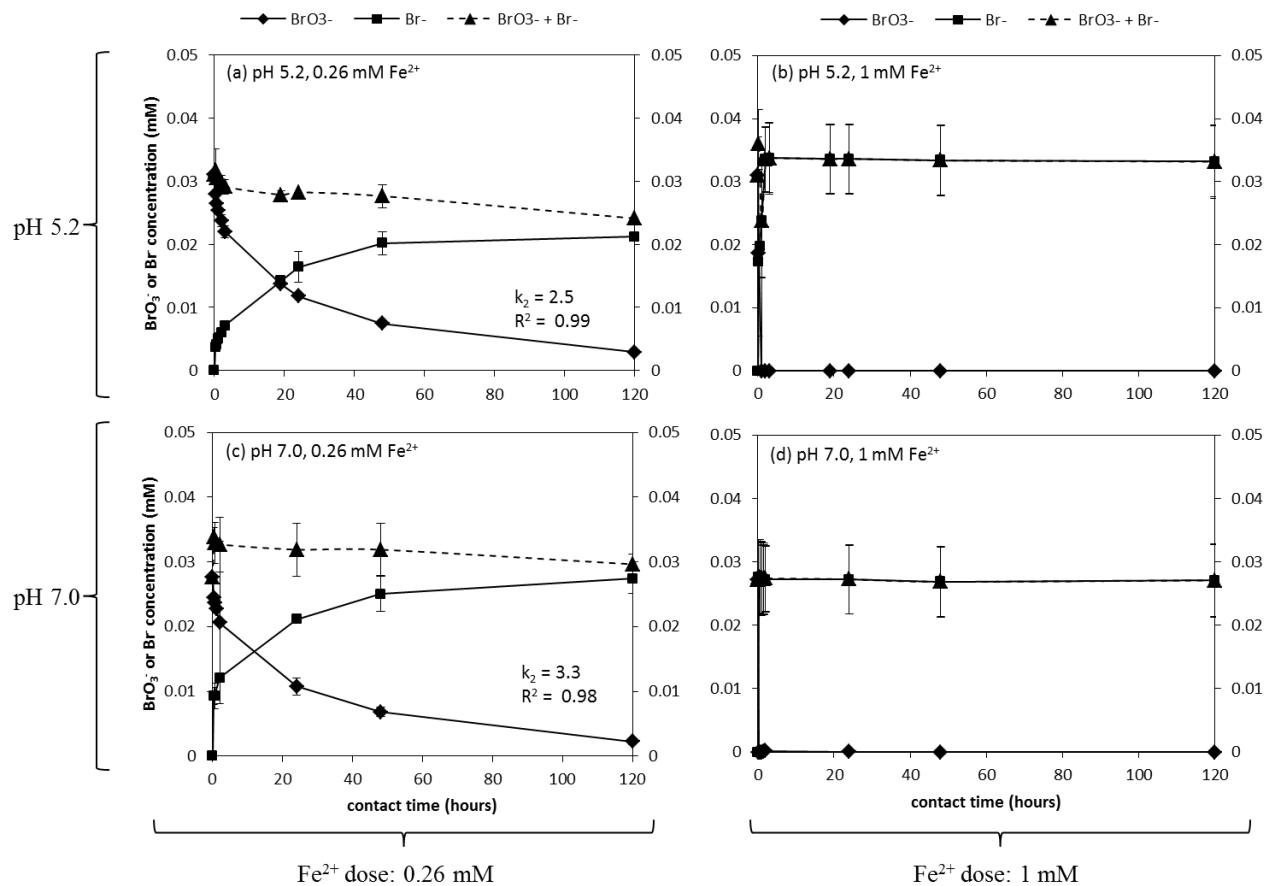 BrO3- Br- BrO3- + Br-
BrO3- Br- BrO3- + Br-
pH 5.2
BrO₃⁻ or Br concentration (mM)
(a) pH 5.2, 0.26 mM Fe²⁺
0.05 0.05
0.04 0.04
0.03 0.03
0.02 0.02
0.01 0.01
0 0
k₂ = 2.5
R² = 0.99
0 20 40 60 80 100 120
(b) pH 5.2, 1 mM Fe²⁺
0.05 0.05
0.04 0.04
0.03 0.03
0.02 0.02
0.01 0.01
0 0
0 20 40 60 80 100 120
pH 7.0
BrO₃⁻ or Br concentration (mM)
(c) pH 7.0, 0.26 mM Fe²⁺
0.05 0.05
0.04 0.04
0.03 0.03
0.02 0.02
0.01 0.01
0 0
k₂ = 3.3
R² = 0.98
0 20 40 60 80 100 120
contact time (hours)
(d) pH 7.0, 1 mM Fe²⁺
0.05 0.05
0.04 0.04
0.03 0.03
0.02 0.02
0.01 0.01
0 0
0 20 40 60 80 100 120
contact time (hours)
Fe²⁺ dose: 0.26 mM
Fe²⁺ dose: 1 mM